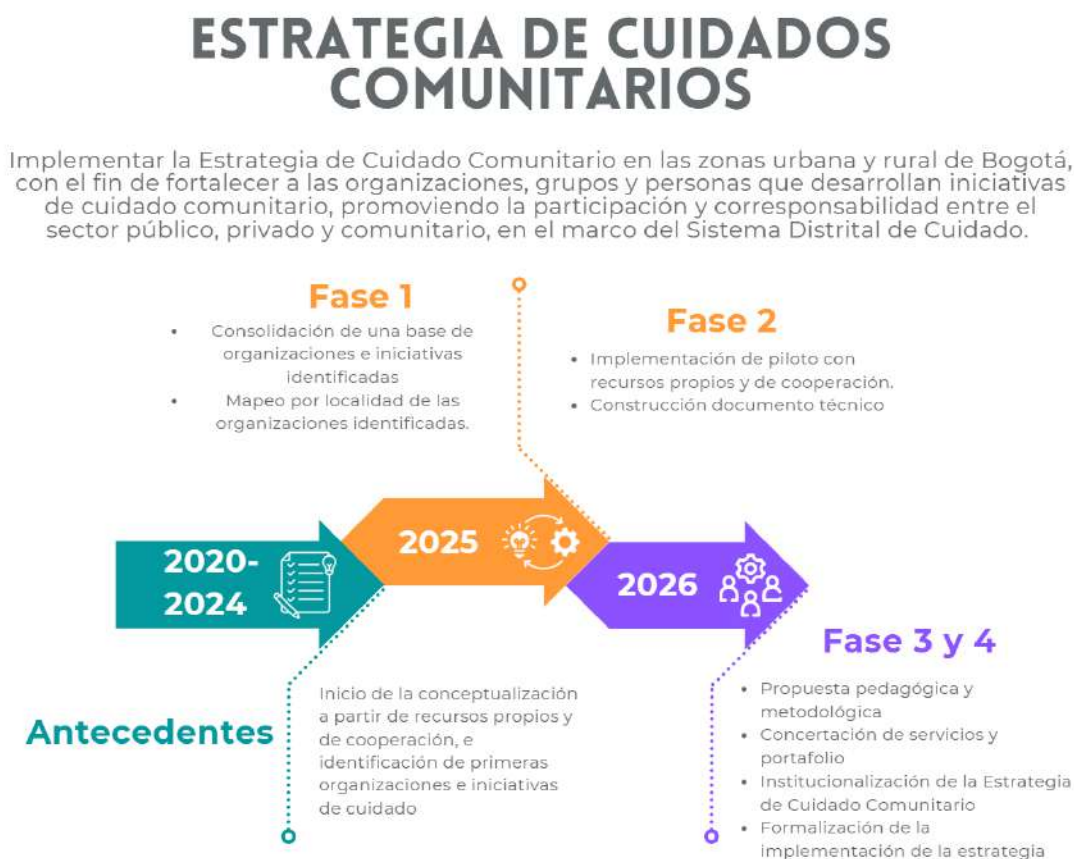 ESTRATEGIA DE CUIDADOS
COMUNITARIOS
Implementar la Estrategia de Cuidado Comunitario en las zonas urbana y rural de Bogotá,
con el fin de fortalecer a las organizaciones, grupos y personas que desarrollan iniciativas
de cuidado comunitario, promoviendo la participación y corresponsabilidad entre el
sector público, privado y comunitario, en el marco del Sistema Distrital de Cuidado.
Fase 1
• Consolidación de una base de
organizaciones e iniciativas
identificadas
• Mapeo por localidad de las
organizaciones identificadas.
Fase 2
• Implementación de piloto con
recursos propios y de cooperación.
• Construcción documento técnico
2020-
2024
2025
2026
Antecedentes
Inicio de la conceptualización
a partir de recursos propios y
de cooperación, e
identificación de primeras
organizaciones e iniciativas
de cuidado
Fase 3 y 4
• Propuesta pedagógica y
metodológica
• Concertación de servicios y
portafolio
• Institucionalización de la Estrategia
de Cuidado Comunitario
• Formalización de la
implementación de la estrategia